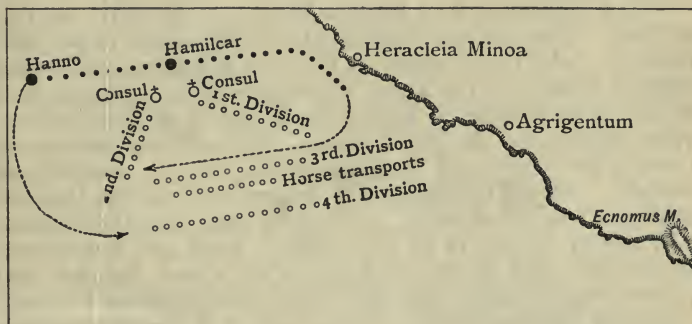 Hanno
Hamilcar
Heracleia Minoa
Consul
Consul
1st. Division
nd. Division
Agrigentum
3rd. Division
Horse transports
4th. Division
Ecnomus M.